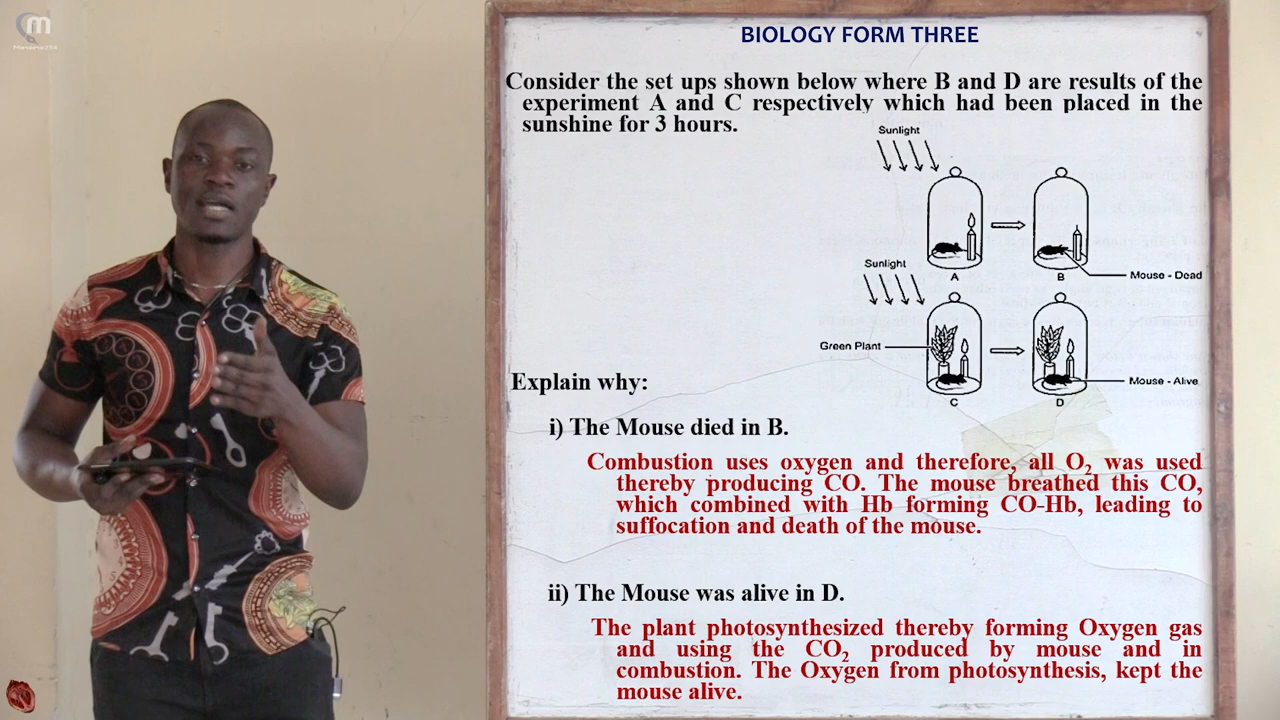 BIOLOGY FORM THREE
Consider the set ups shown below where B and D are results of the
experiment A and C respectively which had been placed in the
sunshine for 3 hours.
Sunlight
A
B
Mouse - Dead
Sunlight
Green Plant
Mouse - Alive
C
D
Explain why:
i) The Mouse died in B.
Combustion uses oxygen and therefore, all O₂ was used
thereby producing CO. The mouse breathed this CO,
which combined with Hb forming CO-Hb, leading to
suffocation and death of the mouse.
ii) The Mouse was alive in D.
The plant photosynthesized thereby forming Oxygen gas
and using the CO₂ produced by mouse and in
combustion. The Oxygen from photosynthesis, kept the
mouse alive.